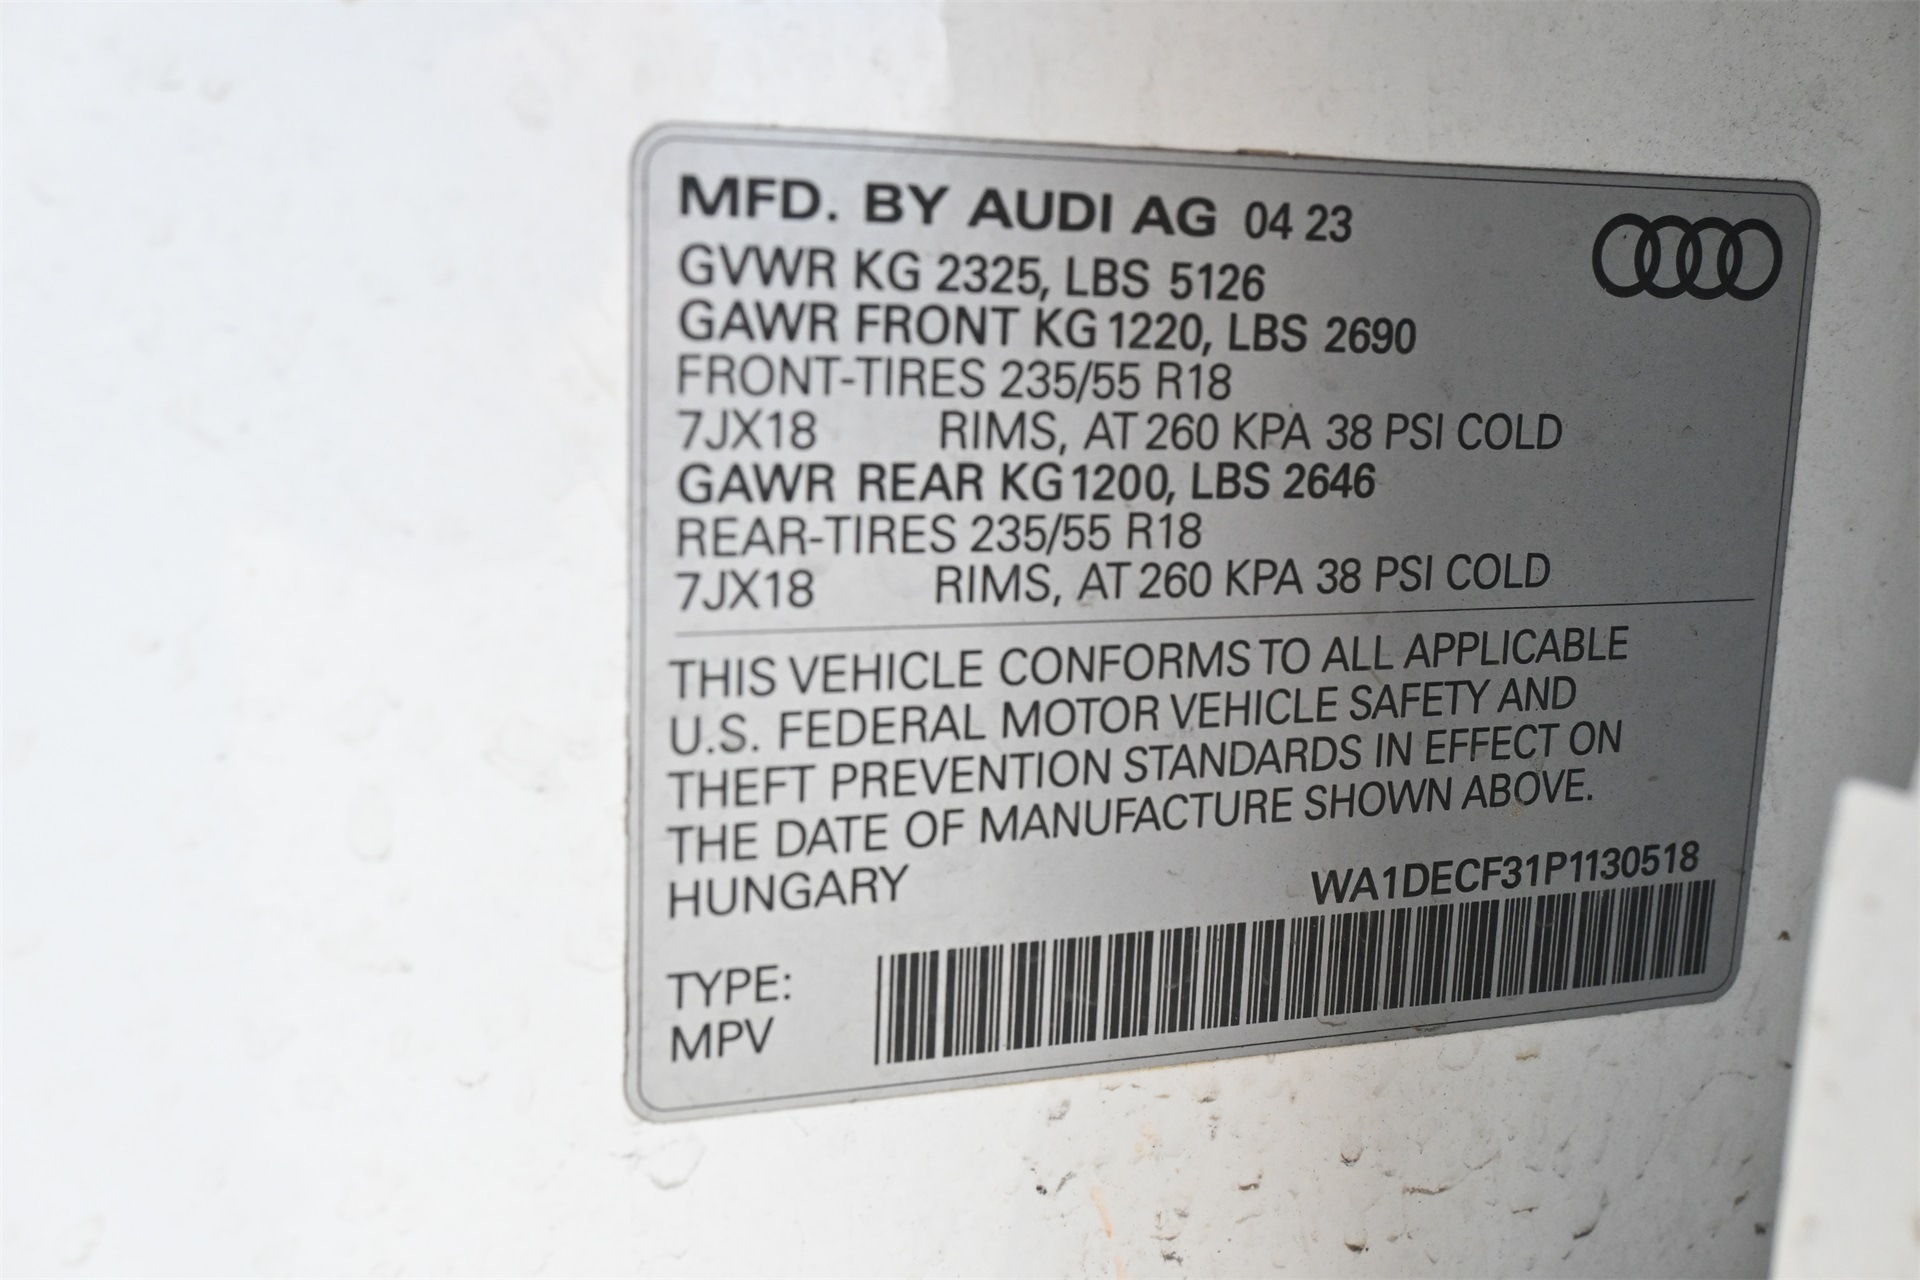 MFD. BY AUDI AG 04 23
GVWR KG 2325, LBS 5126
GAWR FRONT KG 1220, LBS 2690
FRONT-TIRES 235/55 R18
7JX18 RIMS, AT 260 KPA 38 PSI COLD
GAWR REAR KG 1200, LBS 2646
REAR-TIRES 235/55 R18
7JX18 RIMS, AT 260 KPA 38 PSI COLD
THIS VEHICLE CONFORMS TO ALL APPLICABLE
U.S. FEDERAL MOTOR VEHICLE SAFETY AND
THEFT PREVENTION STANDARDS IN EFFECT ON
THE DATE OF MANUFACTURE SHOWN ABOVE.
HUNGARY WA1DECF31P1130518
TYPE:
MPV